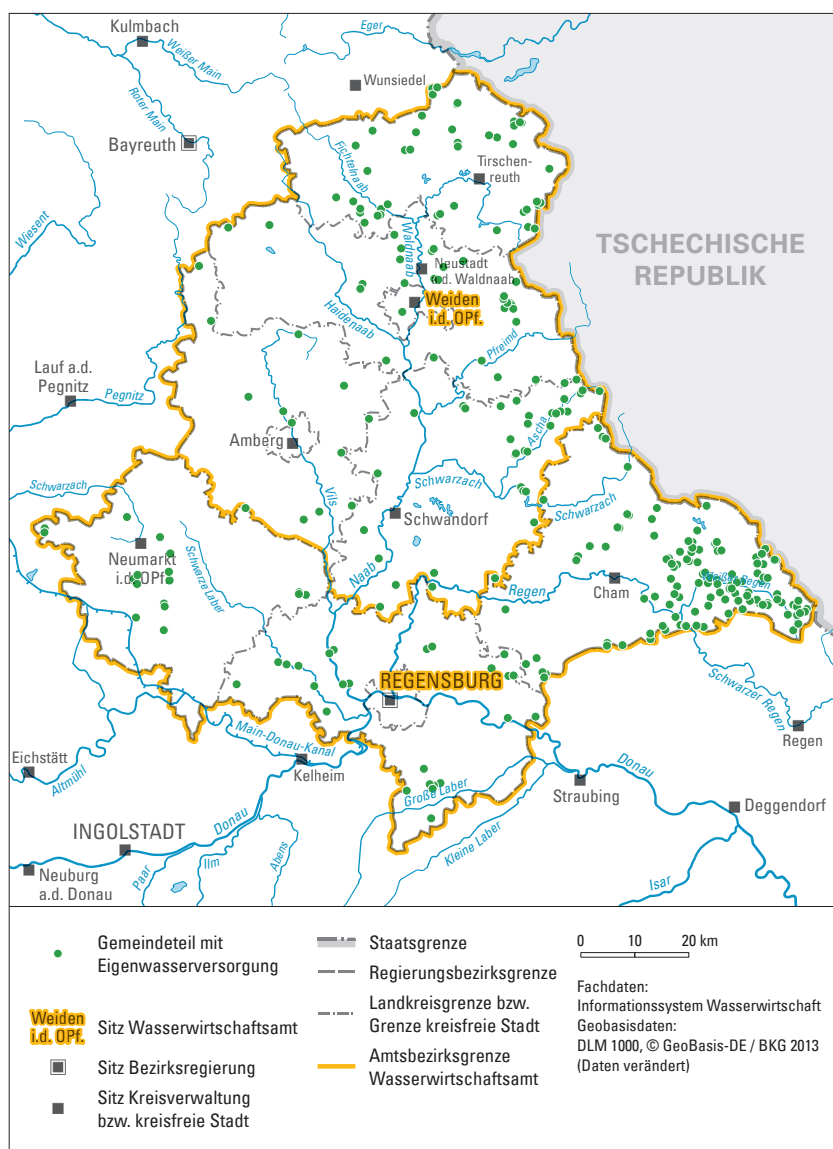 Kulmbach
Weißer Main
Eger
Wunsiedel
Roter Main
Bayreuth
Fichtelnaab
Tirschen-
reuth
Wiesent
Waldnaab
TSCHECHISCHE
REPUBLIK
Neustadt
a.d. Waldnaab
Weiden
i.d. OPf.
Haidenaab
Pfreimd
Lauf a.d.
Pegnitz
Pegnitz
Amberg
Ascha
Schwarzach
Vils
Schwarzach
Schwandorf
Schwarzach
Neumarkt
i.d. OPf.
Schwarze Laber
Naab
Regen
Cham
Weißer Regen
REGENSBURG
Schwarzer Regen
Regen
Main-Donau-Kanal
Eichstätt
Altmühl
Kelheim
Donau
Große Laber
Straubing
Deggendorf
Donau
INGOLSTADT
Kleine Laber
Neuburg
a.d. Donau
Paar
Ilm
Abens
Isar
Gemeindeteil mit
Eigenwasserversorgung
Weiden
i.d. OPf.
Sitz Wasserwirtschaftsamt
Sitz Bezirksregierung
Sitz Kreisverwaltung
bzw. kreisfreie Stadt
Staatsgrenze
Regierungsbezirksgrenze
Landkreisgrenze bzw.
Grenze kreisfreie Stadt
Amtsbezirksgrenze
Wasserwirtschaftsamt
0 10 20 km
Fachdaten:
Informationssystem Wasserwirtschaft
Geobasisdaten:
DLM 1000, © GeoBasis-DE / BKG 2013
(Daten verändert)